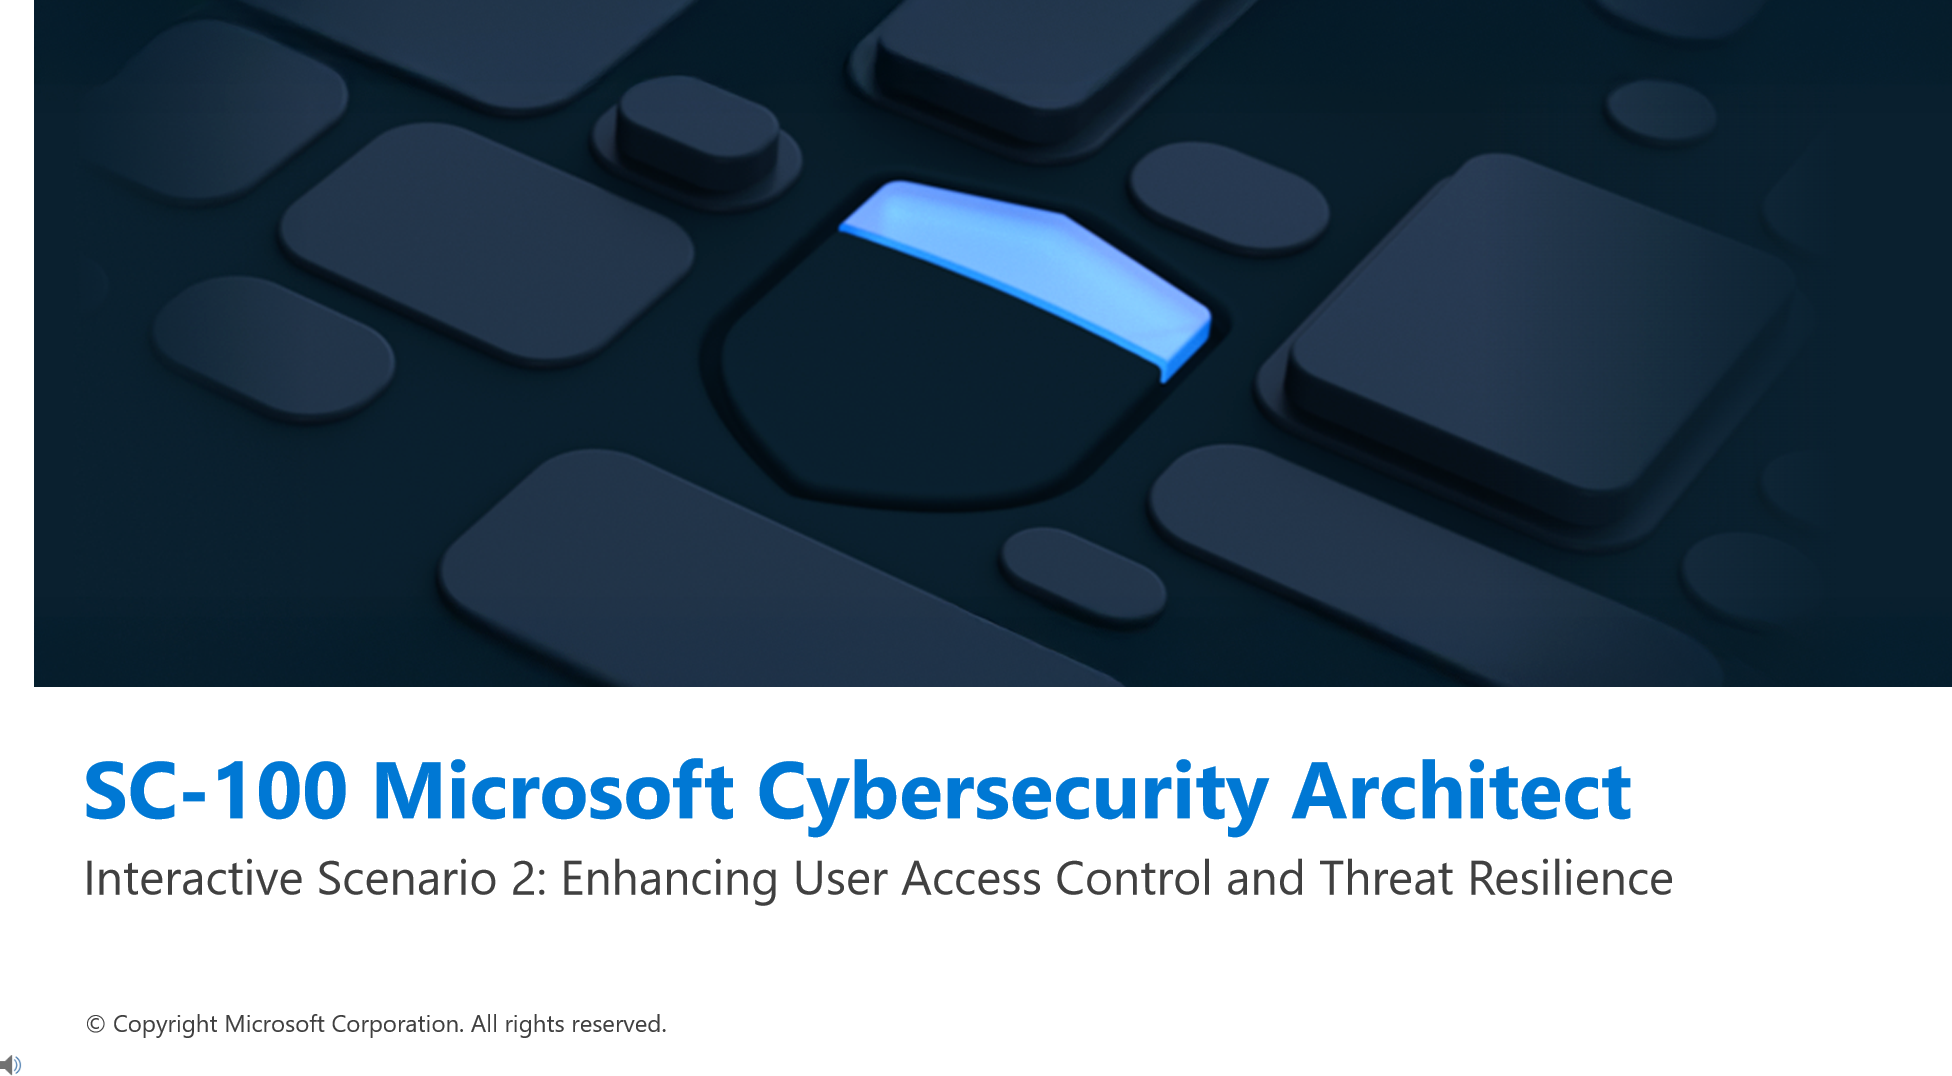 SC-100 Microsoft Cybersecurity Architect
Interactive Scenario 2: Enhancing User Access Control and Threat Resilience
© Copyright Microsoft Corporation. All rights reserved.